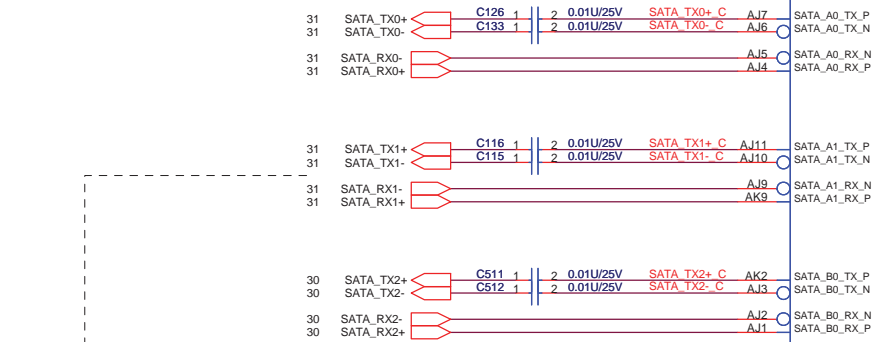 31 SATA_TX0+ C126 1 2 0.01U/25V SATA_TX0+_C AJ7 SATA_A0_TX_P
31 SATA_TX0- C133 1 2 0.01U/25V SATA_TX0-_C AJ6 SATA_A0_TX_N
31 SATA_RX0- AJ5 SATA_A0_RX_N
31 SATA_RX0+ AJ4 SATA_A0_RX_P
31 SATA_TX1+ C116 1 2 0.01U/25V SATA_TX1+_C AJ11 SATA_A1_TX_P
31 SATA_TX1- C115 1 2 0.01U/25V SATA_TX1-_C AJ10 SATA_A1_TX_N
31 SATA_RX1- AJ9 SATA_A1_RX_N
31 SATA_RX1+ AK9 SATA_A1_RX_P
30 SATA_TX2+ C511 1 2 0.01U/25V SATA_TX2+_C AK2 SATA_B0_TX_P
30 SATA_TX2- C512 1 2 0.01U/25V SATA_TX2-_C AJ3 SATA_B0_TX_N
30 SATA_RX2- AJ2 SATA_B0_RX_N
30 SATA_RX2+ AJ1 SATA_B0_RX_P